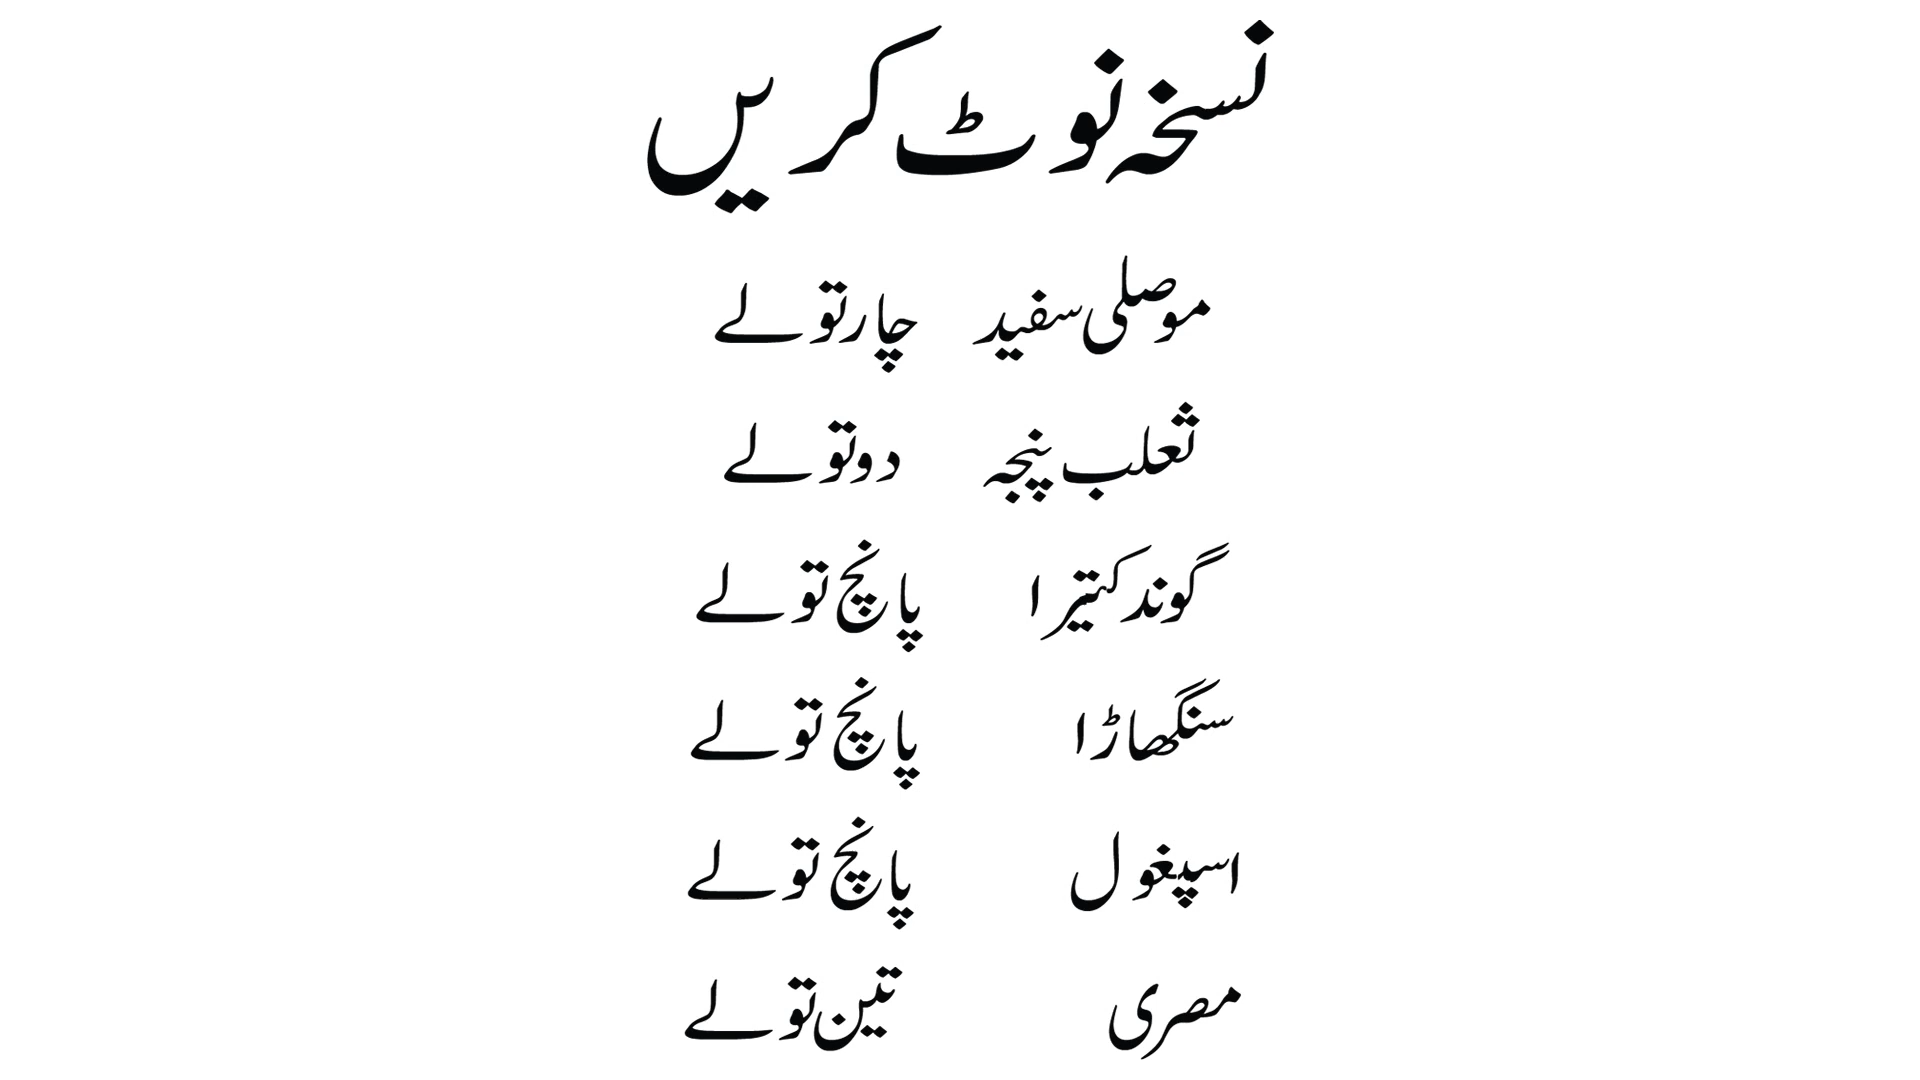 نسخہ نوٹ کریں
موصلی سفید چار تولے
ثعلب پنجہ دو تولے
گوند کتیرا پانچ تولے
سنگھاڑا پانچ تولے
اسپغول پانچ تولے
مصری تین تولے